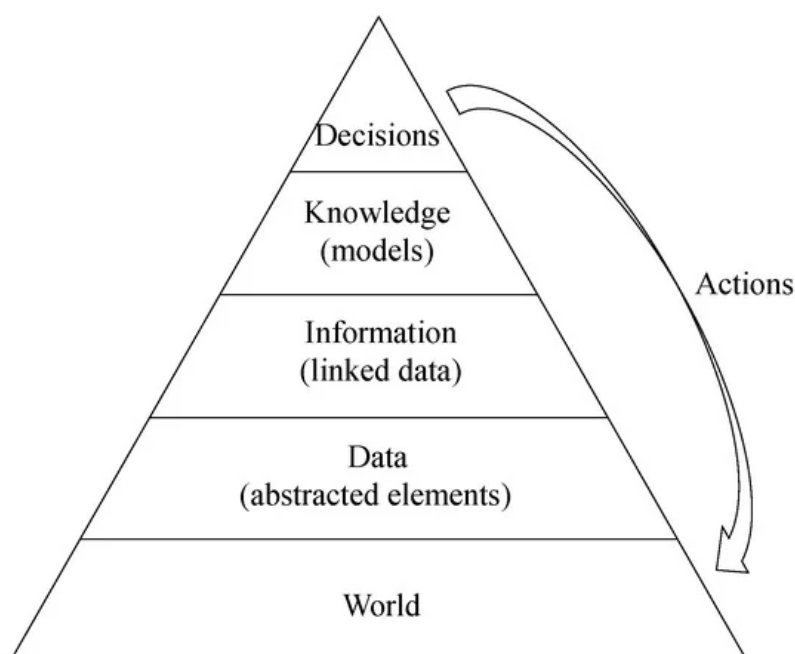 Decisions
Knowledge
(models)
Actions
Information
(linked data)
Data
(abstracted elements)
World